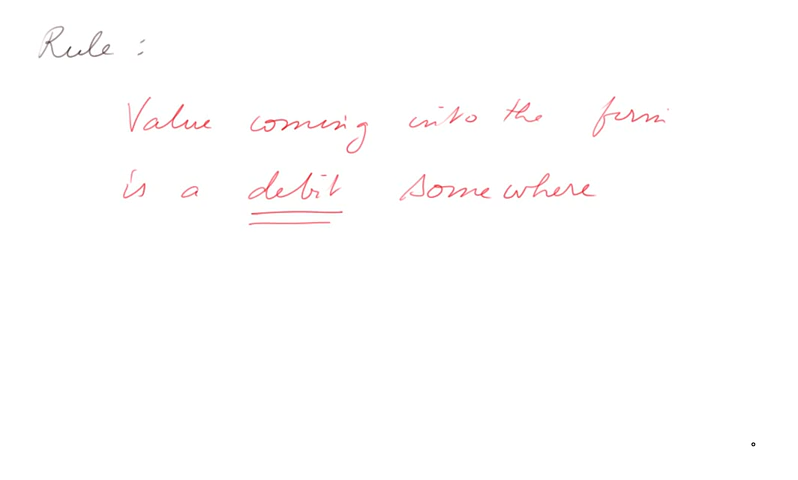 Rule :
Value coming into the firm
is a debit somewhere